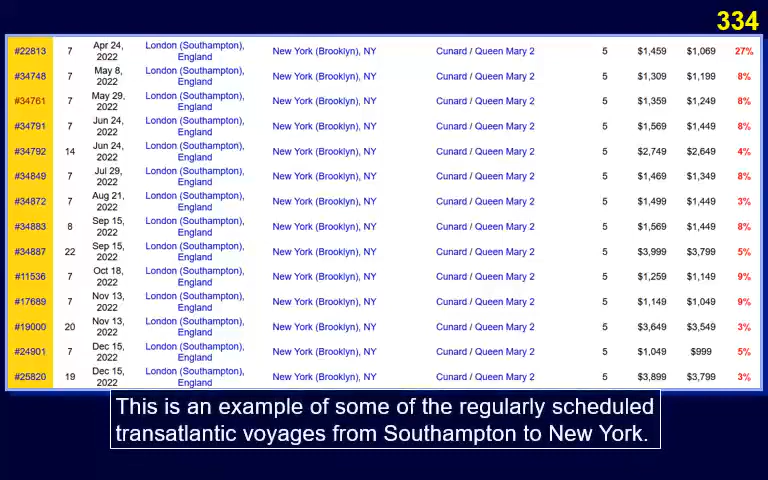 334
#22813 7 Apr 24, 2022 London (Southampton), England New York (Brooklyn), NY Cunard / Queen Mary 2 5 $1,459 $1,069 27%
#34748 7 May 8, 2022 London (Southampton), England New York (Brooklyn), NY Cunard / Queen Mary 2 5 $1,309 $1,199 8%
#34761 7 May 29, 2022 London (Southampton), England New York (Brooklyn), NY Cunard / Queen Mary 2 5 $1,359 $1,249 8%
#34791 7 Jun 24, 2022 London (Southampton), England New York (Brooklyn), NY Cunard / Queen Mary 2 5 $1,569 $1,449 8%
#34792 14 Jun 24, 2022 London (Southampton), England New York (Brooklyn), NY Cunard / Queen Mary 2 5 $2,749 $2,649 4%
#34849 7 Jul 29, 2022 London (Southampton), England New York (Brooklyn), NY Cunard / Queen Mary 2 5 $1,469 $1,349 8%
#34872 7 Aug 21, 2022 London (Southampton), England New York (Brooklyn), NY Cunard / Queen Mary 2 5 $1,499 $1,449 3%
#34883 8 Sep 15, 2022 London (Southampton), England New York (Brooklyn), NY Cunard / Queen Mary 2 5 $1,569 $1,449 8%
#34887 22 Sep 15, 2022 London (Southampton), England New York (Brooklyn), NY Cunard / Queen Mary 2 5 $3,999 $3,799 5%
#11536 7 Oct 18, 2022 London (Southampton), England New York (Brooklyn), NY Cunard / Queen Mary 2 5 $1,259 $1,149 9%
#17689 7 Nov 13, 2022 London (Southampton), England New York (Brooklyn), NY Cunard / Queen Mary 2 5 $1,149 $1,049 9%
#19000 20 Nov 13, 2022 London (Southampton), England New York (Brooklyn), NY Cunard / Queen Mary 2 5 $3,649 $3,549 3%
#24901 7 Dec 15, 2022 London (Southampton), England New York (Brooklyn), NY Cunard / Queen Mary 2 5 $1,049 $999 5%
#25820 19 Dec 15, 2022 London (Southampton), England New York (Brooklyn), NY Cunard / Queen Mary 2 5 $3,899 $3,799 3%
This is an example of some of the regularly scheduled
transatlantic voyages from Southampton to New York.